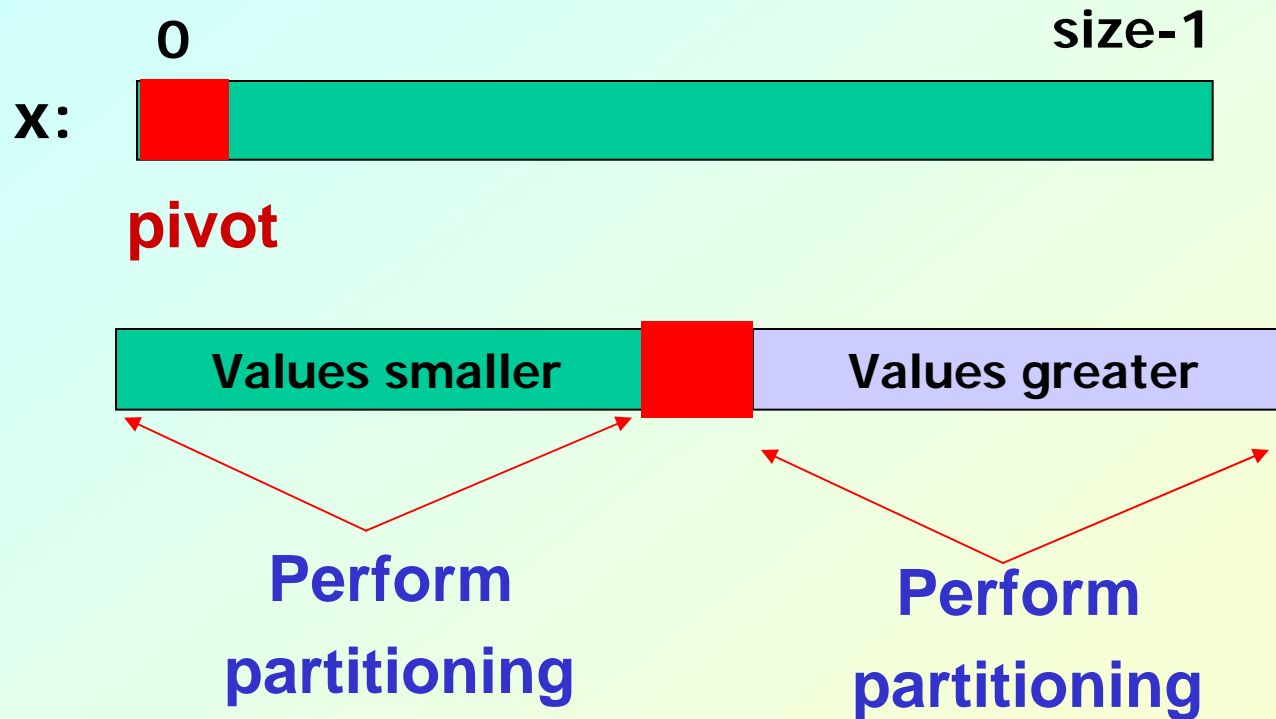 0 size-1
x:
pivot
Values smaller Values greater
Perform
partitioning
Perform
partitioning